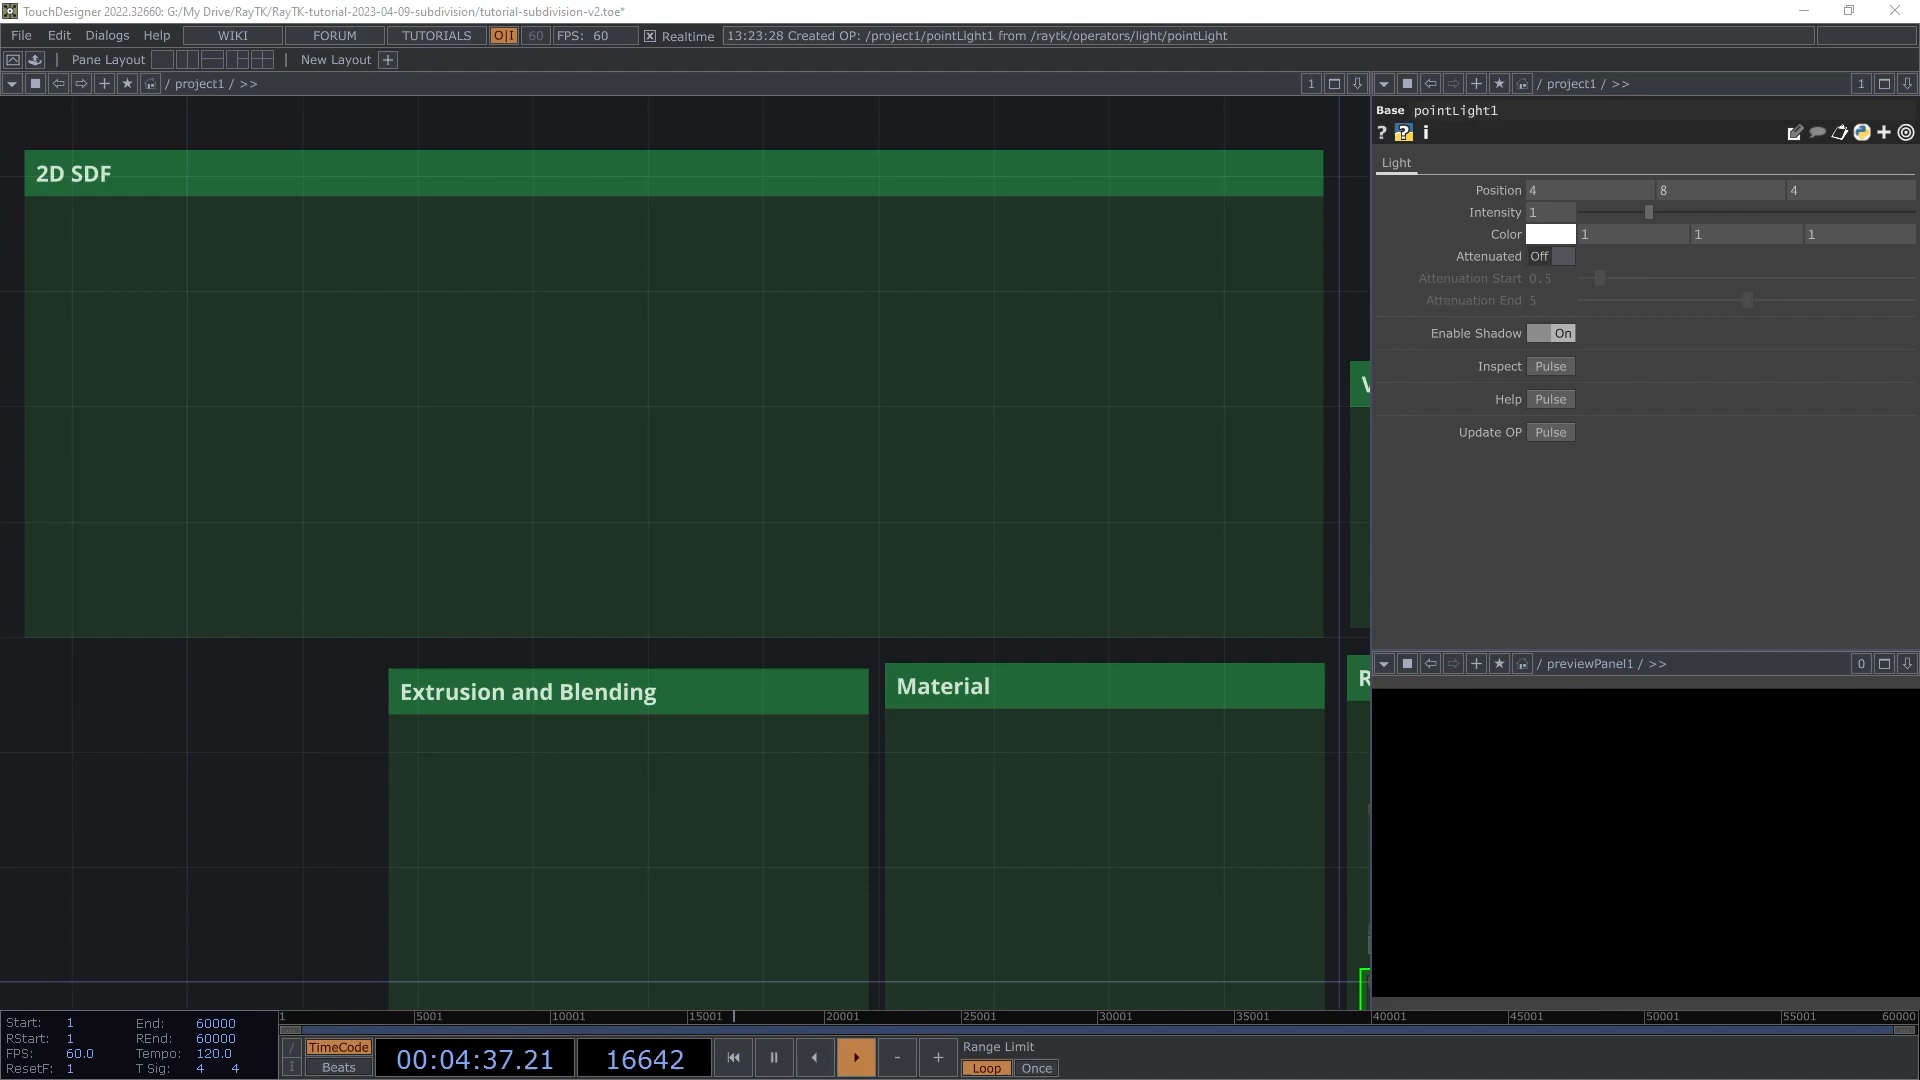 TouchDesigner 2022.32660: G:/My Drive/RayTK/RayTK-tutorial-2023-04-09-subdivision/tutorial-subdivision-v2.toe*
File Edit Dialogs Help WIKI FORUM TUTORIALS O|I 60 FPS: 60 Realtime 13:23:28 Created OP: /project1/pointLight1 from /raytk/operators/light/pointLight
Pane Layout New Layout +
/ project1 / >> 1
/ project1 / >> 1
Base pointLight1
? ? i
Light
Position 4 8 4
Intensity 1
Color 1 1 1
Attenuated Off
Attenuation Start 0.5
Attenuation End 5
Enable Shadow On
Inspect Pulse
Help Pulse
Update OP Pulse
2D SDF
Extrusion and Blending
Material
/ previewPanel1 / >> 0
1 5001 10001 15001 20001 25001 30001 35001 40001 45001 50001 55001 60000
Start: 1 End: 60000
RStart: 1 REnd: 60000
FPS: 60.0 Tempo: 120.0
ResetF: 1 T Sig: 4 4
TimeCode
Beats
00:04:37.21 16642
- +
Range Limit
Loop Once